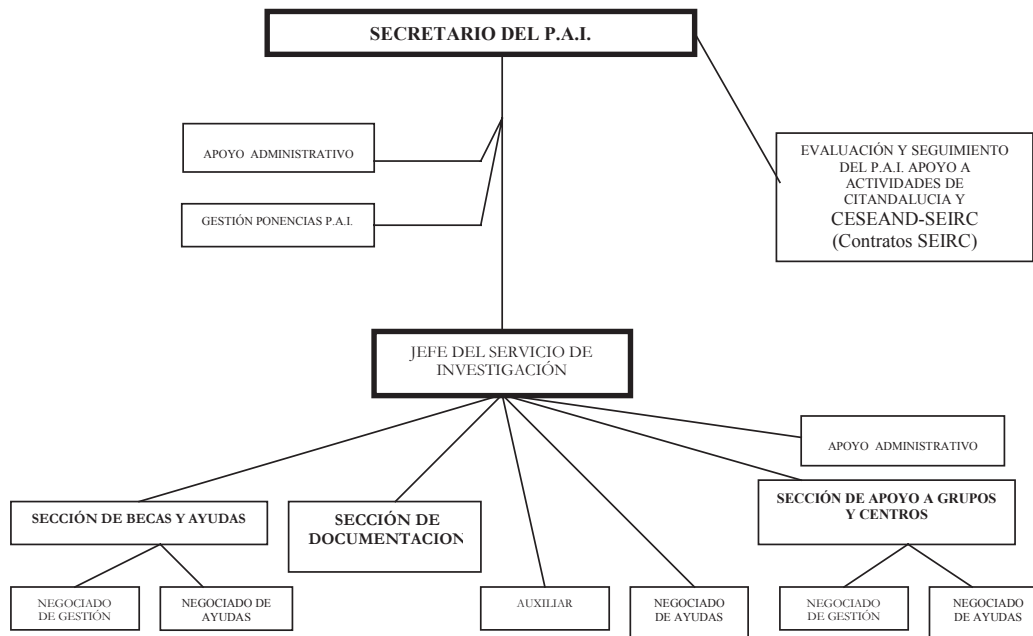 SECRETARIO DEL P.A.I.
APOYO ADMINISTRATIVO
GESTIÓN PONENCIAS P.A.I.
EVALUACIÓN Y SEGUIMIENTO
DEL P.A.I. APOYO A
ACTIVIDADES DE
CITANDALUCIA Y
CESEAND-SEIRC
(Contratos SEIRC)
JEFE DEL SERVICIO DE
INVESTIGACIÓN
APOYO ADMINISTRATIVO
SECCIÓN DE BECAS Y AYUDAS
SECCIÓN DE
DOCUMENTACION
SECCIÓN DE APOYO A GRUPOS
Y CENTROS
NEGOCIADO
DE GESTIÓN
NEGOCIADO DE
AYUDAS
AUXILIAR
NEGOCIADO
DE AYUDAS
NEGOCIADO
DE GESTIÓN
NEGOCIADO
DE AYUDAS